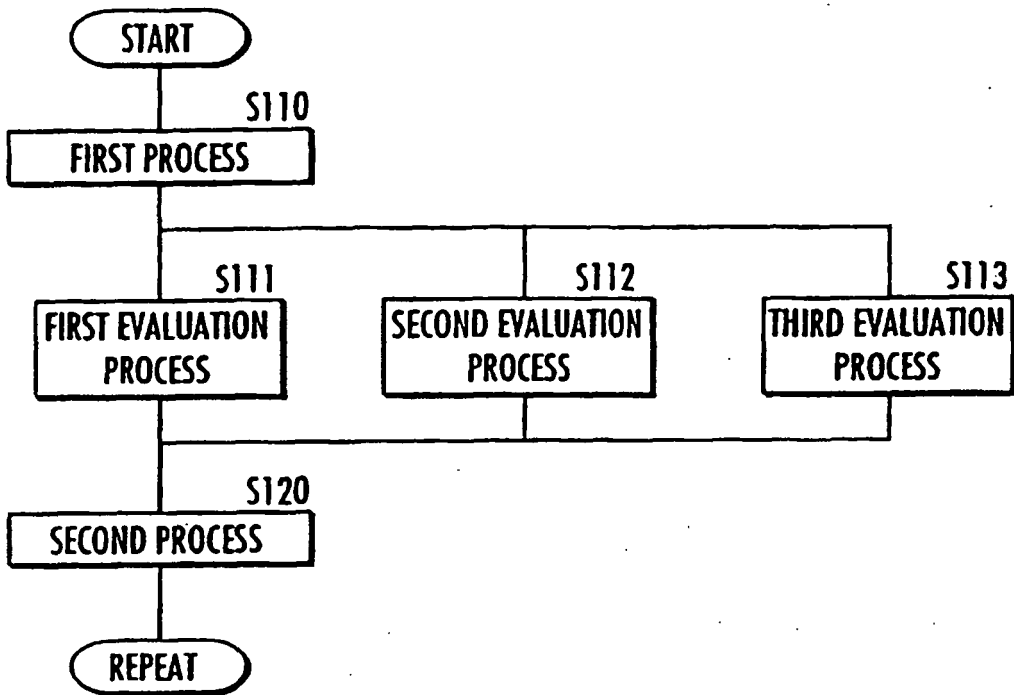 START
S110
FIRST PROCESS
S111
S112
S113
FIRST EVALUATION
PROCESS
SECOND EVALUATION
PROCESS
THIRD EVALUATION
PROCESS
S120
SECOND PROCESS
REPEAT